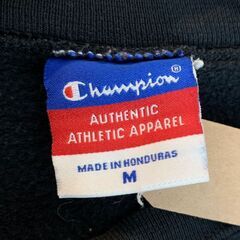 Champion®
AUTHENTIC
ATHLETIC APPAREL
MADE IN HONDURAS
M